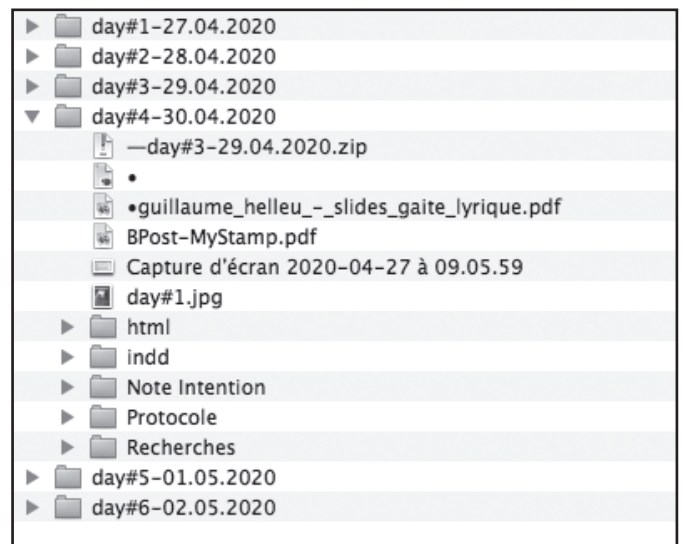 day#1-27.04.2020
day#2-28.04.2020
day#3-29.04.2020
day#4-30.04.2020
—day#3-29.04.2020.zip
•
•guillaume_helleu_-_slides_gaite_lyrique.pdf
BPost-MyStamp.pdf
Capture d'écran 2020-04-27 à 09.05.59
day#1.jpg
html
indd
Note Intention
Protocole
Recherches
day#5-01.05.2020
day#6-02.05.2020